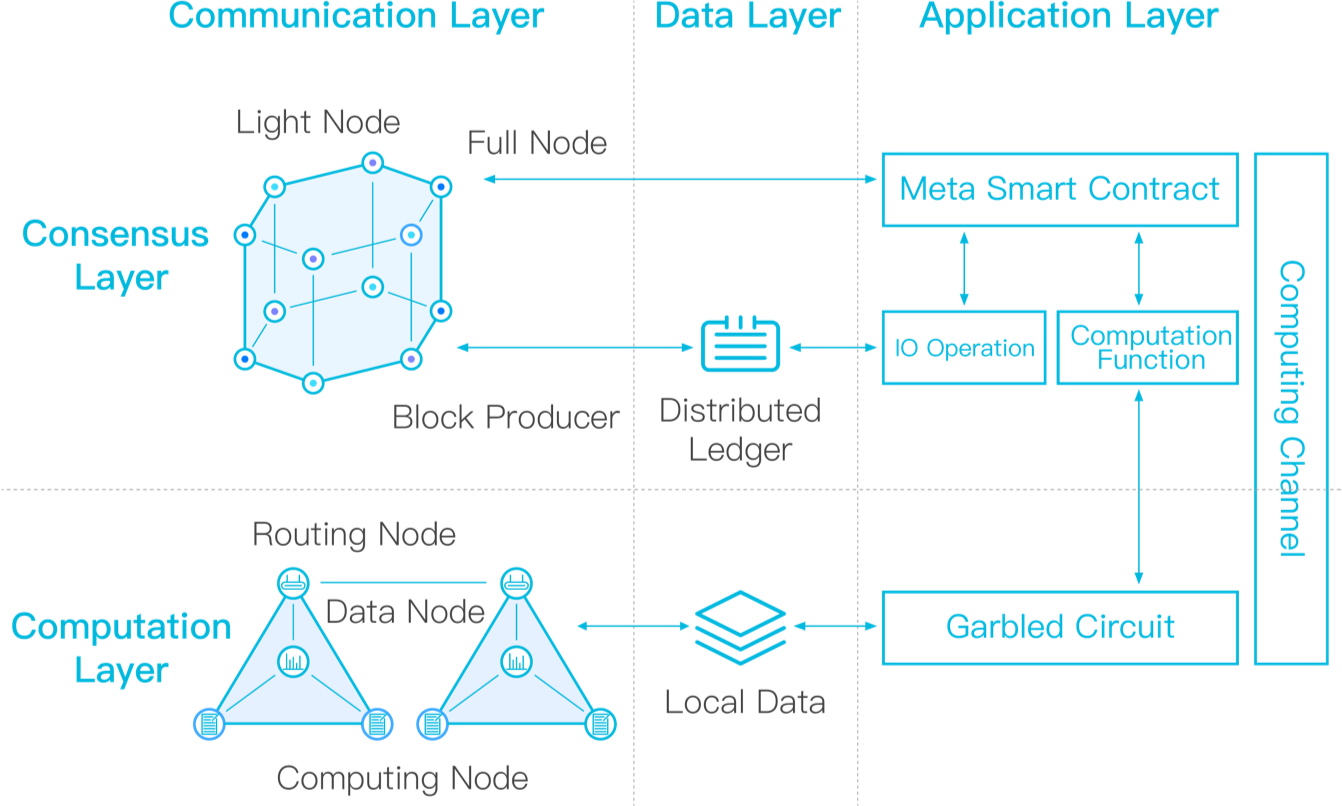 Communication Layer
Data Layer
Application Layer
Light Node
Full Node
Consensus
Layer
Meta Smart Contract
IO Operation
Computation
Function
Computing Channel
Block Producer
Distributed
Ledger
Routing Node
Data Node
Computation
Layer
Garbled Circuit
Local Data
Computing Node